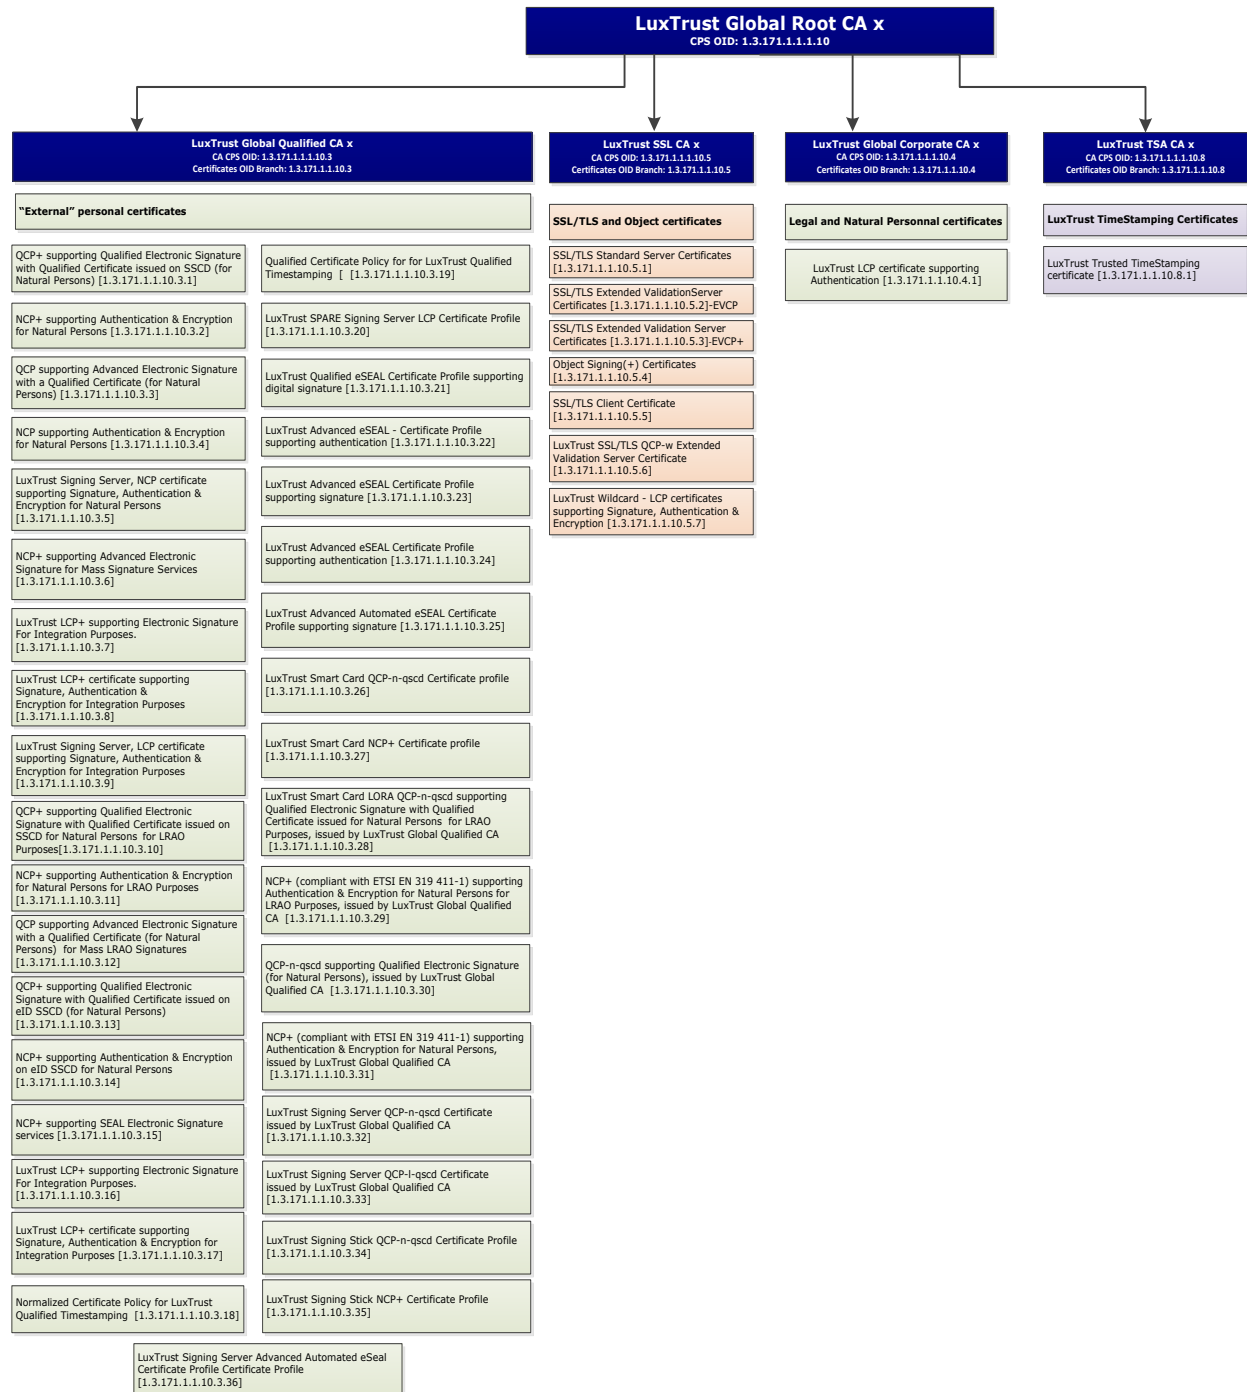 LuxTrust Global Root CA x
CPS OID: 1.3.171.1.1.1.10
LuxTrust Global Qualified CA x
CA CPS OID: 1.3.171.1.1.1.10.3
Certificates OID Branch: 1.3.171.1.1.10.3
LuxTrust SSL CA x
CA CPS OID: 1.3.171.1.1.1.10.5
Certificates OID Branch: 1.3.171.1.1.10.5
LuxTrust Global Corporate CA x
CA CPS OID: 1.3.171.1.1.1.10.4
Certificates OID Branch: 1.3.171.1.1.10.4
LuxTrust TSA CA x
CA CPS OID: 1.3.171.1.1.1.10.8
Certificates OID Branch: 1.3.171.1.1.10.8
“External” personal certificates
QCP+ supporting Qualified Electronic Signature
with Qualified Certificate issued on SSCD (for
Natural Persons) [1.3.171.1.1.10.3.1]
NCP+ supporting Authentication & Encryption
for Natural Persons [1.3.171.1.1.10.3.2]
QCP supporting Advanced Electronic Signature
with a Qualified Certificate (for Natural
Persons) [1.3.171.1.1.10.3.3]
NCP supporting Authentication & Encryption
for Natural Persons [1.3.171.1.1.10.3.4]
LuxTrust Signing Server, NCP certificate
supporting Signature, Authentication &
Encryption for Natural Persons
[1.3.171.1.1.10.3.5]
NCP+ supporting Advanced Electronic
Signature for Mass Signature Services
[1.3.171.1.1.10.3.6]
LuxTrust LCP+ supporting Electronic Signature
For Integration Purposes.
[1.3.171.1.1.10.3.7]
LuxTrust LCP+ certificate supporting
Signature, Authentication &
Encryption for Integration Purposes
[1.3.171.1.1.10.3.8]
LuxTrust Signing Server, LCP certificate
supporting Signature, Authentication &
Encryption for Integration Purposes
[1.3.171.1.1.10.3.9]
QCP+ supporting Qualified Electronic
Signature with Qualified Certificate issued on
SSCD for Natural Persons  for LRAO
Purposes[1.3.171.1.1.10.3.10]
NCP+ supporting Authentication & Encryption
for Natural Persons for LRAO Purposes
[1.3.171.1.1.10.3.11]
QCP supporting Advanced Electronic Signature
with a Qualified Certificate (for Natural
Persons)  for Mass LRAO Signatures
[1.3.171.1.1.10.3.12]
QCP+ supporting Qualified Electronic
Signature with Qualified Certificate issued on
eID SSCD (for Natural Persons)
[1.3.171.1.1.10.3.13]
NCP+ supporting Authentication & Encryption
on eID SSCD for Natural Persons
[1.3.171.1.1.10.3.14]
NCP+ supporting SEAL Electronic Signature
services [1.3.171.1.1.10.3.15]
LuxTrust LCP+ supporting Electronic Signature
For Integration Purposes.
[1.3.171.1.1.10.3.16]
LuxTrust LCP+ certificate supporting
Signature, Authentication & Encryption for
Integration Purposes [1.3.171.1.1.10.3.17]
Normalized Certificate Policy for LuxTrust
Qualified Timestamping  [1.3.171.1.1.10.3.18]
Qualified Certificate Policy for for LuxTrust Qualified
Timestamping  [  [1.3.171.1.1.10.3.19]
LuxTrust SPARE Signing Server LCP Certificate Profile
[1.3.171.1.1.10.3.20]
LuxTrust Qualified eSEAL Certificate Profile supporting
digital signature [1.3.171.1.1.10.3.21]
LuxTrust Advanced eSEAL - Certificate Profile
supporting authentication [1.3.171.1.1.10.3.22]
LuxTrust Advanced eSEAL Certificate Profile
supporting signature [1.3.171.1.1.10.3.23]
LuxTrust Advanced eSEAL Certificate Profile
supporting authentication [1.3.171.1.1.10.3.24]
LuxTrust Advanced Automated eSEAL Certificate
Profile supporting signature [1.3.171.1.1.10.3.25]
LuxTrust Smart Card QCP-n-qscd Certificate profile
[1.3.171.1.1.10.3.26]
LuxTrust Smart Card NCP+ Certificate profile
[1.3.171.1.1.10.3.27]
LuxTrust Smart Card LORA QCP-n-qscd supporting
Qualified Electronic Signature with Qualified
Certificate issued for Natural Persons  for LRAO
Purposes, issued by LuxTrust Global Qualified CA
[1.3.171.1.1.10.3.28]
NCP+ (compliant with ETSI EN 319 411-1) supporting
Authentication & Encryption for Natural Persons for
LRAO Purposes, issued by LuxTrust Global Qualified
CA  [1.3.171.1.1.10.3.29]
QCP-n-qscd supporting Qualified Electronic Signature
(for Natural Persons), issued by LuxTrust Global
Qualified CA  [1.3.171.1.1.10.3.30]
NCP+ (compliant with ETSI EN 319 411-1) supporting
Authentication & Encryption for Natural Persons,
issued by LuxTrust Global Qualified CA
[1.3.171.1.1.10.3.31]
LuxTrust Signing Server QCP-n-qscd Certificate
issued by LuxTrust Global Qualified CA
[1.3.171.1.1.10.3.32]
LuxTrust Signing Server QCP-l-qscd Certificate
issued by LuxTrust Global Qualified CA
[1.3.171.1.1.10.3.33]
LuxTrust Signing Stick QCP-n-qscd Certificate Profile
[1.3.171.1.1.10.3.34]
LuxTrust Signing Stick NCP+ Certificate Profile
[1.3.171.1.1.10.3.35]
LuxTrust Signing Server Advanced Automated eSeal
Certificate Profile Certificate Profile
[1.3.171.1.1.10.3.36]
SSL/TLS and Object certificates
SSL/TLS Standard Server Certificates
[1.3.171.1.1.10.5.1]
SSL/TLS Extended ValidationServer
Certificates [1.3.171.1.1.10.5.2]-EVCP
SSL/TLS Extended Validation Server
Certificates [1.3.171.1.1.10.5.3]-EVCP+
Object Signing(+) Certificates
[1.3.171.1.1.10.5.4]
SSL/TLS Client Certificate
[1.3.171.1.1.10.5.5]
LuxTrust SSL/TLS QCP-w Extended
Validation Server Certificate
[1.3.171.1.1.10.5.6]
LuxTrust Wildcard - LCP certificates
supporting Signature, Authentication &
Encryption [1.3.171.1.1.10.5.7]
Legal and Natural Personnal certificates
LuxTrust LCP certificate supporting
Authentication [1.3.171.1.1.10.4.1]
LuxTrust TimeStamping Certificates
LuxTrust Trusted TimeStamping
certificate [1.3.171.1.1.10.8.1]